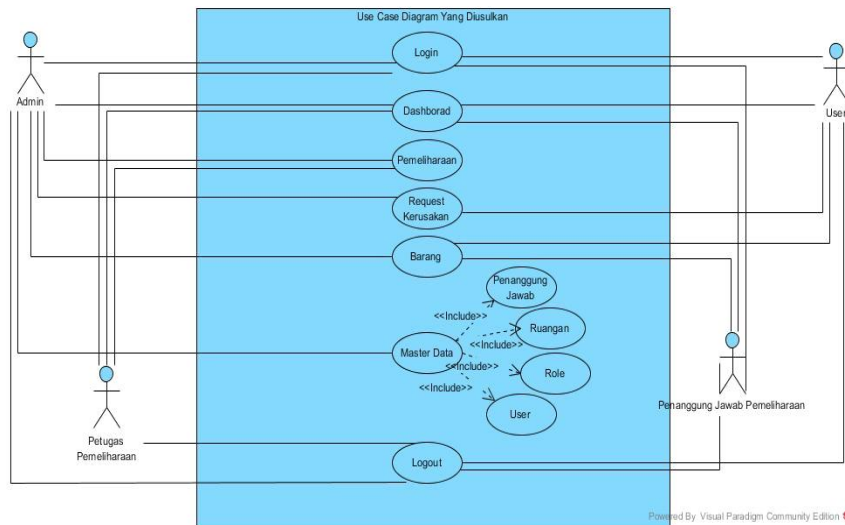 Use Case Diagram Yang Diusulkan
Login
Admin
User
Dashborad
Pemeliharaan
Request
Kerusakan
Barang
Penanggung
Jawab
<<Include>>
Ruangan
<<Include>>
Master Data
<<Include>>
Role
<<Include>>
User
Petugas
Pemeliharaan
Penanggung Jawab Pemeliharaan
Logout
Powered By Visual Paradigm Community Edition